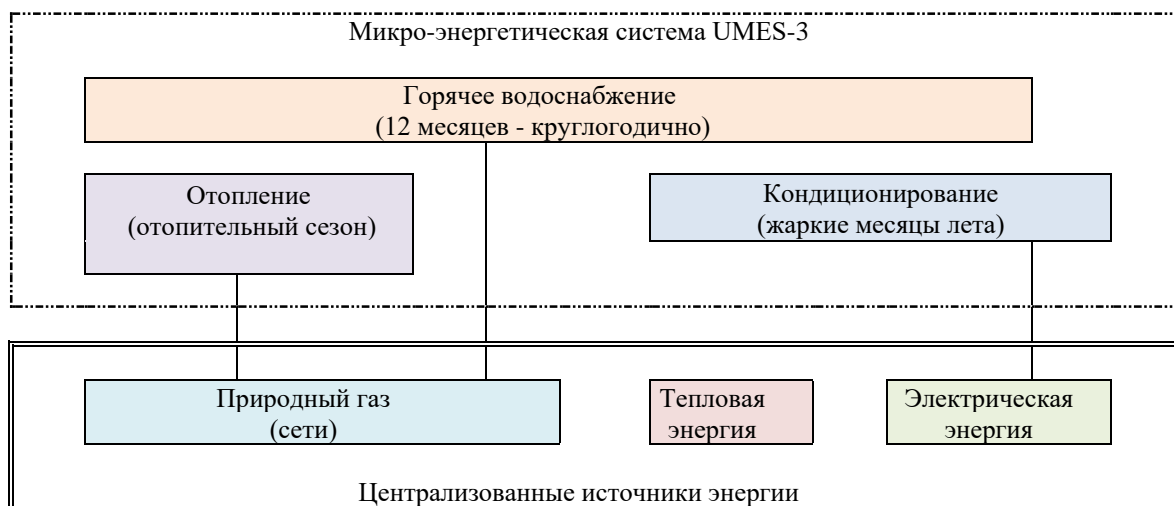 Микро-энергетическая система UMES-3
Горячее водоснабжение
(12 месяцев - круглогодично)
Отопление
(отопительный сезон)
Кондиционирование
(жаркие месяцы лета)
Природный газ
(сети)
Тепловая
энергия
Электрическая
энергия
Централизованные источники энергии